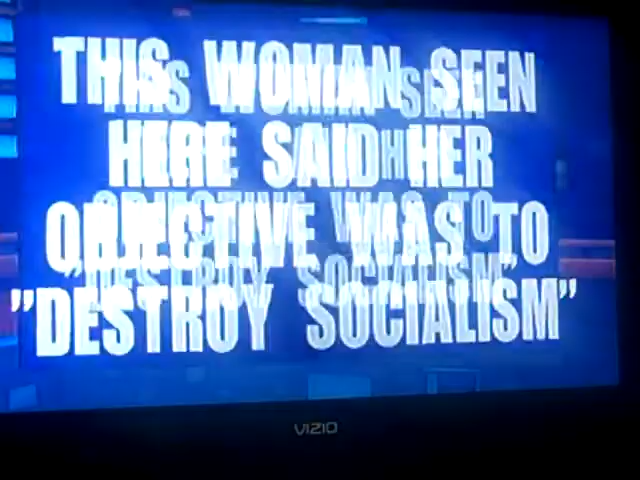 THIS WOMAN SEEN
HERE SAID HER
OBJECTIVE WAS TO
"DESTROY SOCIALISM"
VIZIO